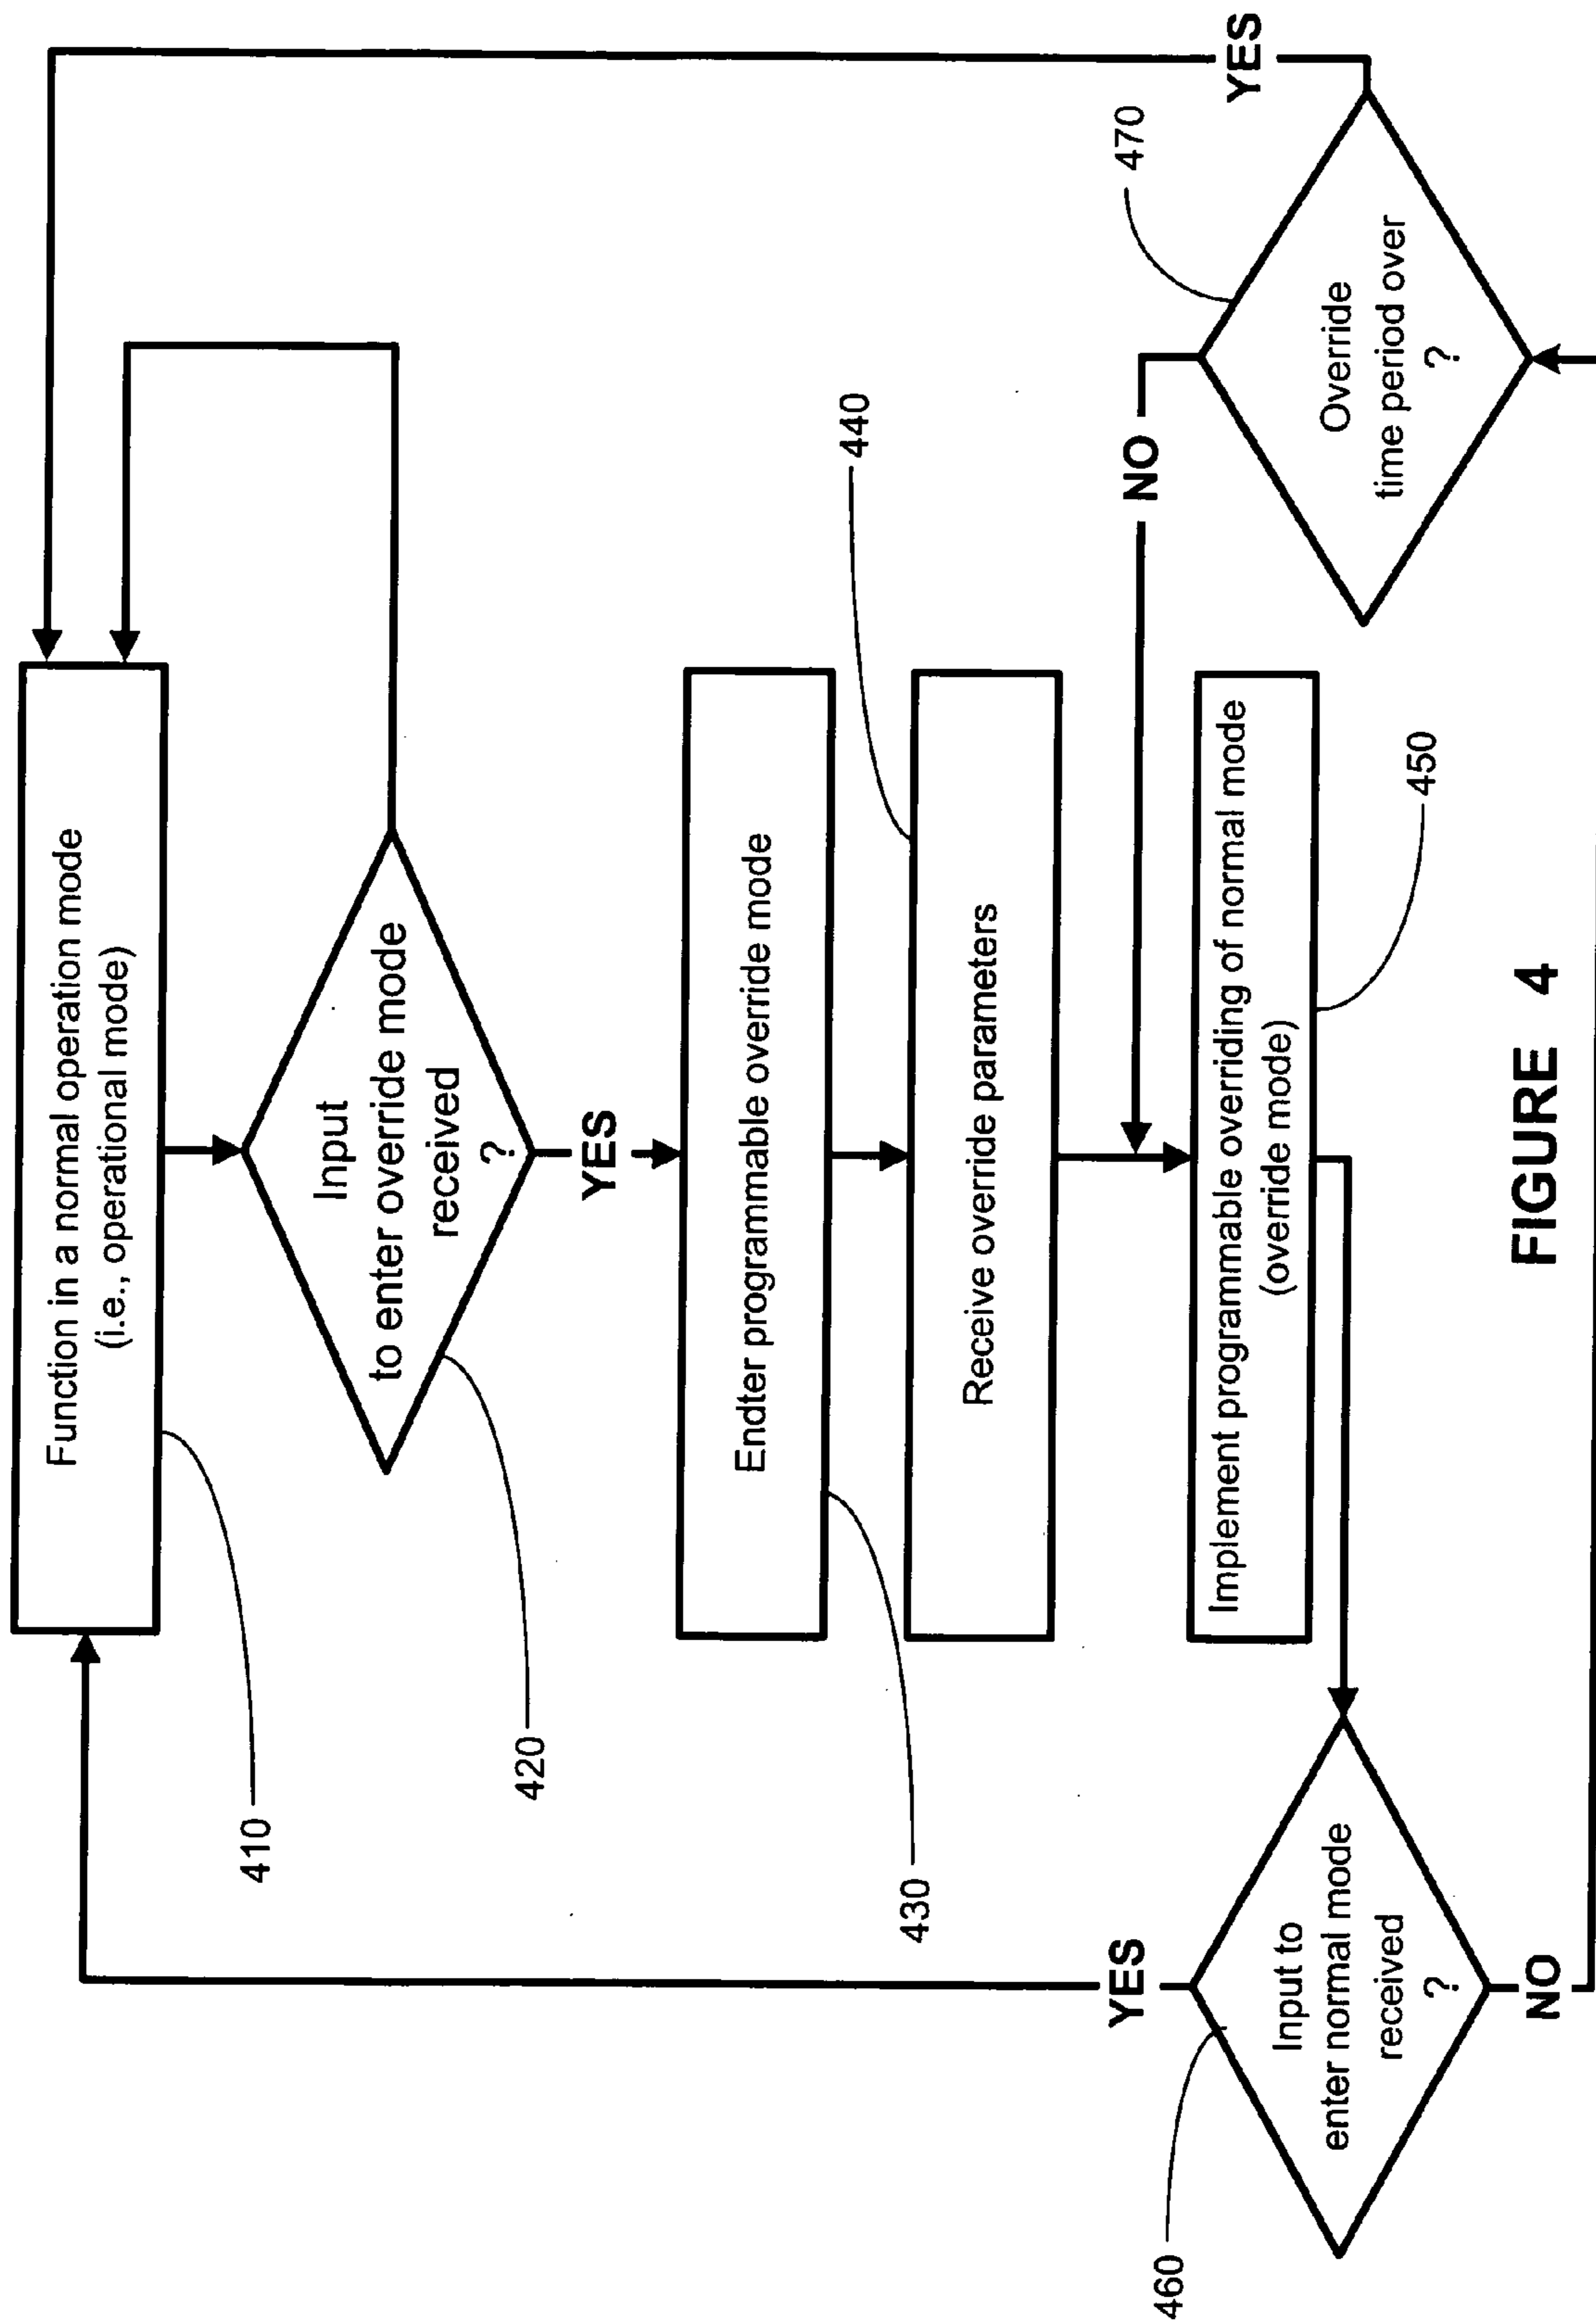 Function in a normal operation mode
(i.e., operational mode)
410
Input
to enter override mode
received
?
420
YES
Endter programmable override mode
430
Receive override parameters
440
Implement programmable overriding of normal mode
(override mode)
450
Input to
enter normal mode
received
?
460
YES
NO
Override
time period over
?
470
NO
YES
FIGURE 4